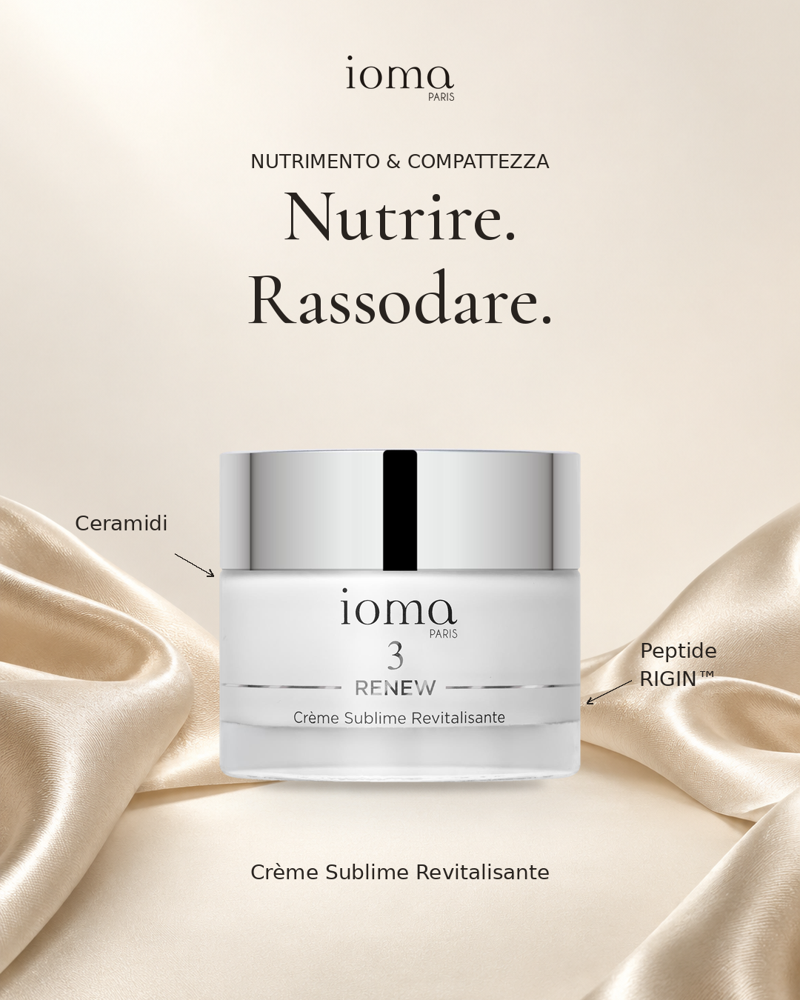 ioma
PARIS
NUTRIMENTO & COMPATTEZZA
Nutrire.
Rassodare.
Ceramidi
ioma
PARIS
3
RENEW
Crème Sublime Revitalisante
Peptide
RIGIN™
Crème Sublime Revitalisante